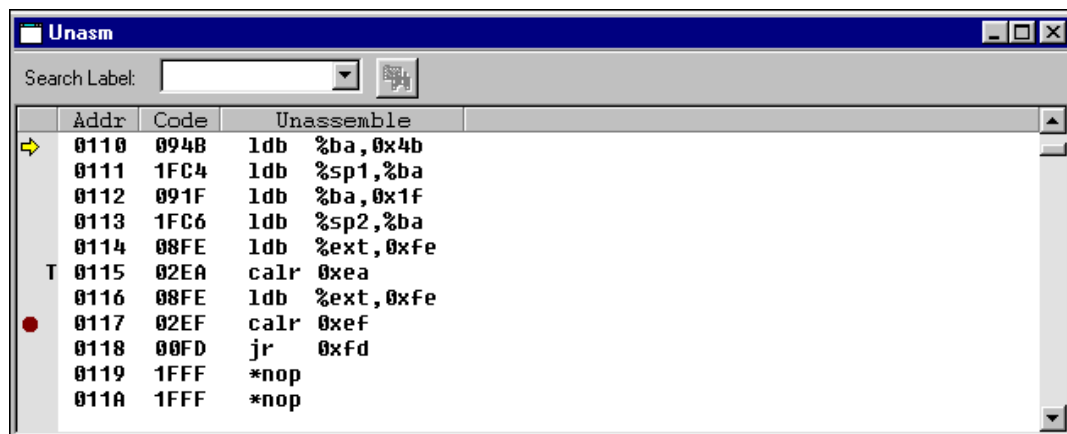 Unasm
Search Label:
Addr Code Unassemble
0110 094B ldb %ba,0x4b
0111 1FC4 ldb %sp1,%ba
0112 091F ldb %ba,0x1f
0113 1FC6 ldb %sp2,%ba
0114 08FE ldb %ext,0xfe
T 0115 02EA calr 0xea
0116 08FE ldb %ext,0xfe
0117 02EF calr 0xef
0118 00FD jr 0xfd
0119 1FFF *nop
011A 1FFF *nop